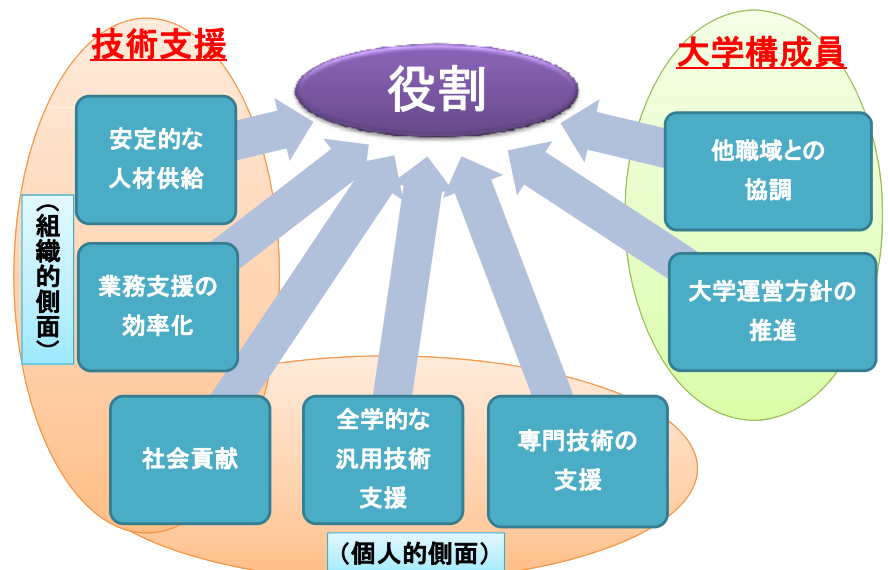 技術支援
大学構成員
役割
安定的な
人材供給
他職域との
協調
（組織的側面）
業務支援の
効率化
大学運営方針の
推進
社会貢献
全学的な
汎用技術
支援
専門技術の
支援
（個人的側面）